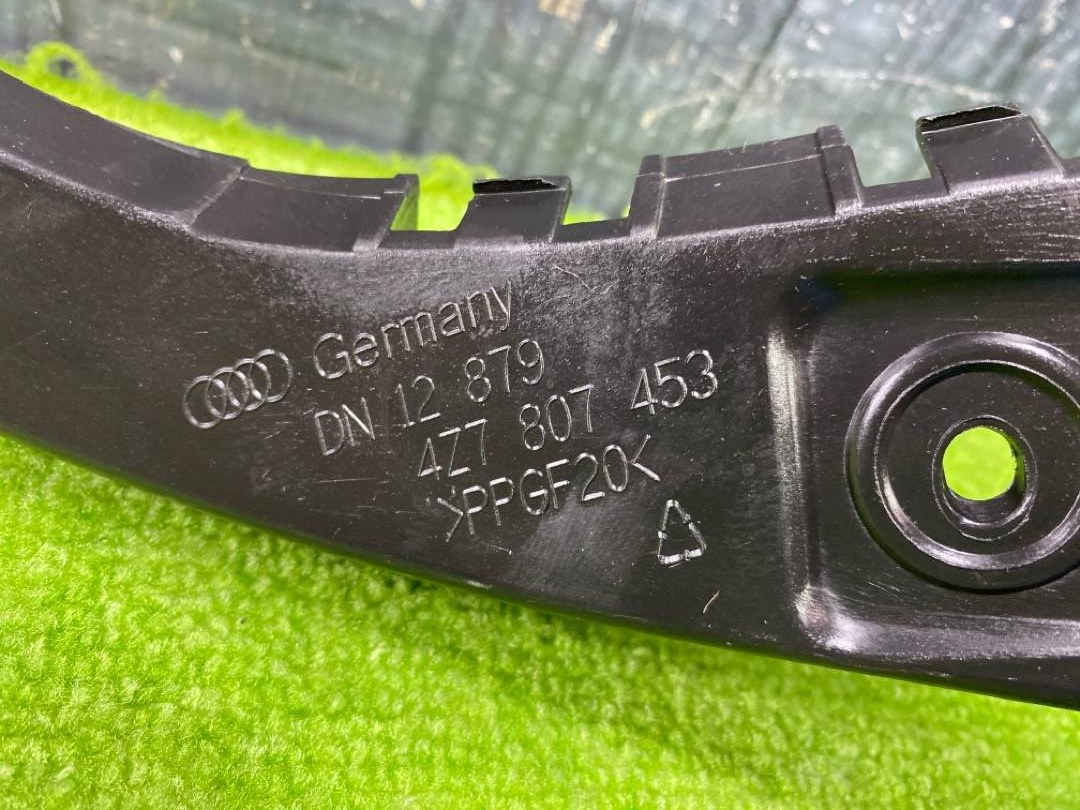 Germany
DN 12 879
4Z7 807 453
>PPGF20<